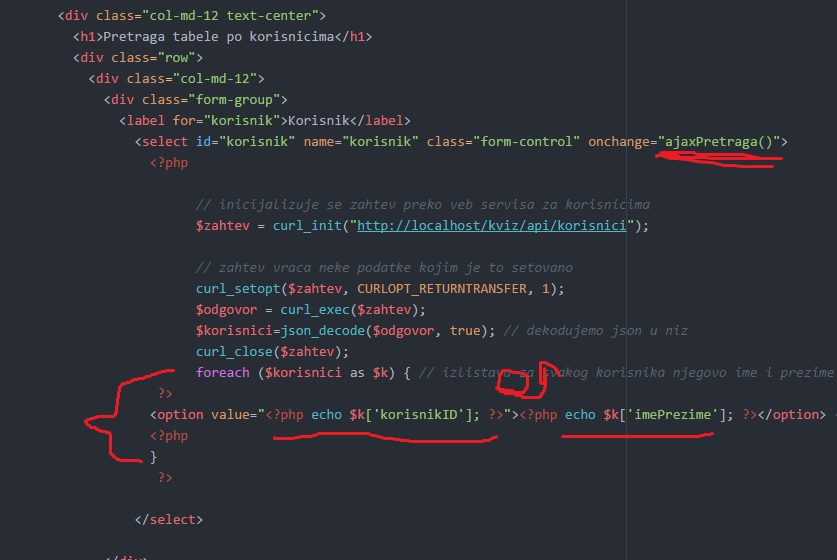 <div class="col-md-12 text-center">
<h1>Pretraga tabele po korisnicima</h1>
<div class="row">
<div class="col-md-12">
<div class="form-group">
<label for="korisnik">Korisnik</label>
<select id="korisnik" name="korisnik" class="form-control" onchange="ajaxPretraga()">
<?php
// inicijalizuje se zahtev preko veb servisa za korisnicima
$zahtev = curl_init("http://localhost/kviz/api/korisnici");
// zahtev vraca neke podatke kojim je to setovano
curl_setopt($zahtev, CURLOPT_RETURNTRANSFER, 1);
$odgovor = curl_exec($zahtev);
$korisnici=json_decode($odgovor, true); // dekodujemo json u niz
curl_close($zahtev);
foreach ($korisnici as $k) { // izlistava za svakog korisnika njegovo ime i prezime
?>
<option value="<?php echo $k['korisnikID']; ?>"><?php echo $k['imePrezime']; ?></option>
<?php
}
?>
</select>
</div>